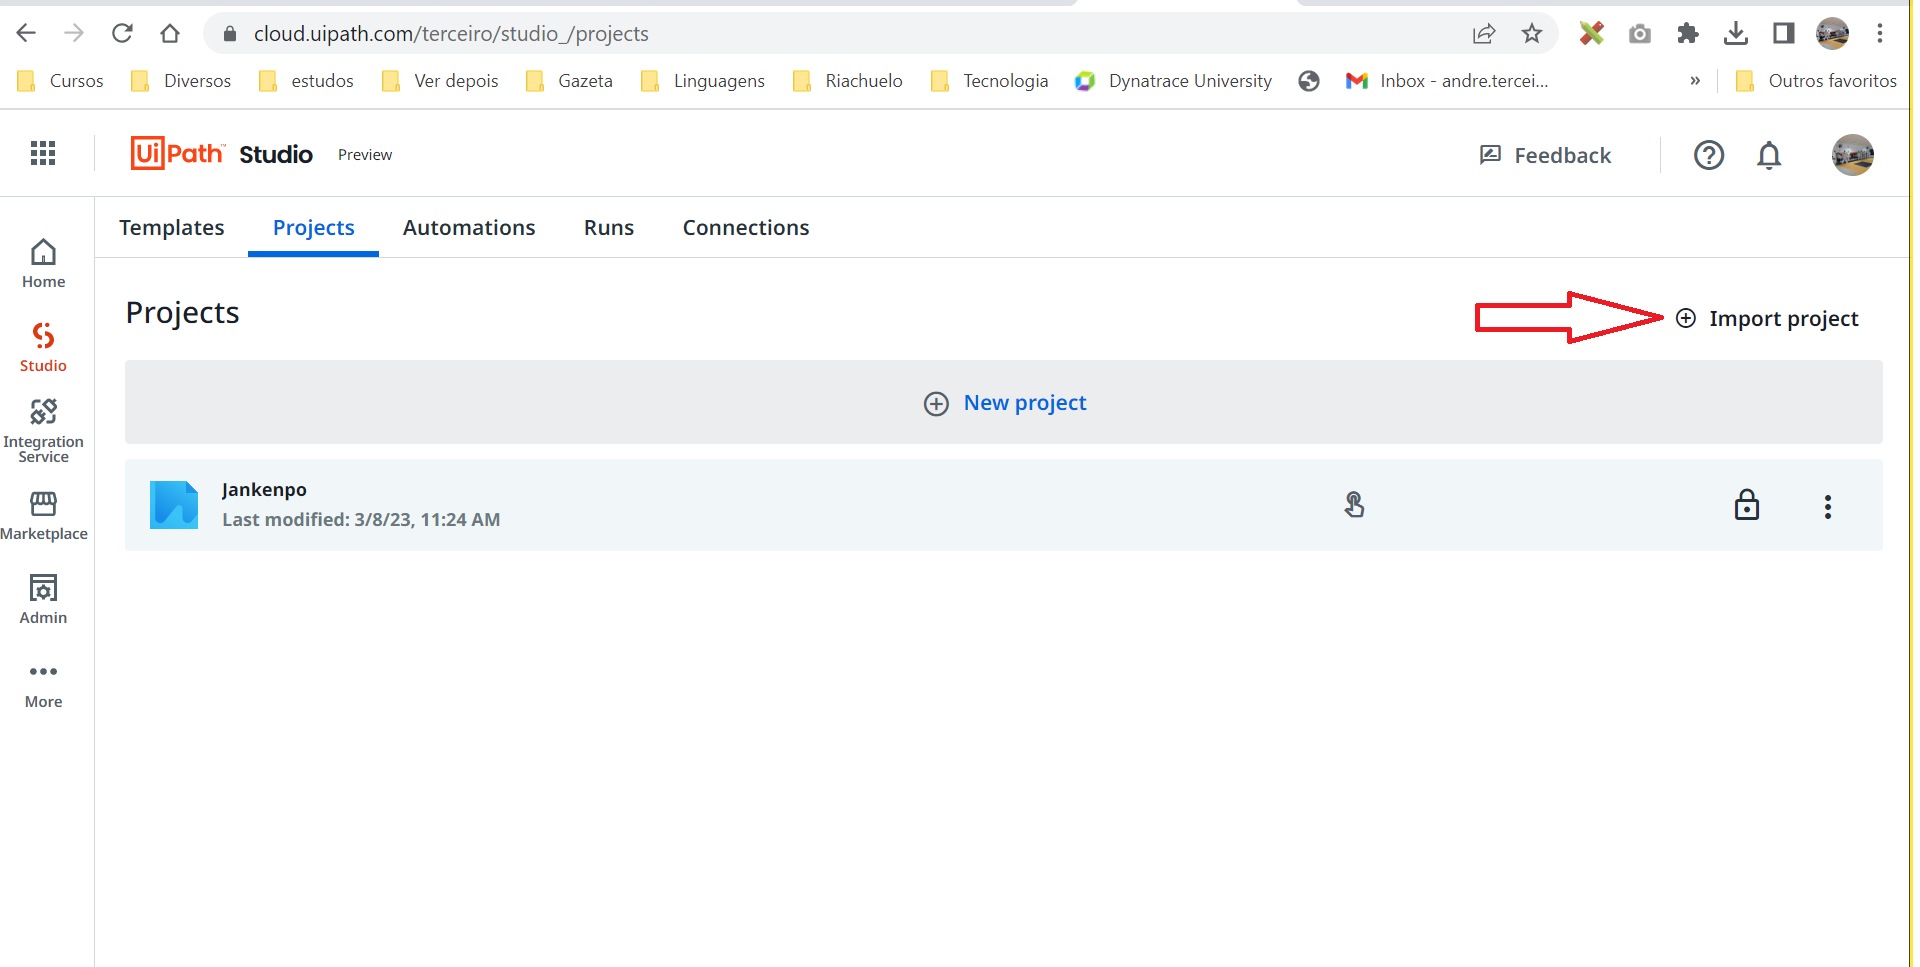 cloud.uipath.com/terceiro/studio_/projects
Cursos Diversos estudos Ver depois Gazeta Linguagens Riachuelo Tecnologia Dynatrace University Inbox - andre.tercei... » Outros favoritos
UiPath™ Studio Preview Feedback
Templates Projects Automations Runs Connections
Home
Studio
Integration
Service
Marketplace
Admin
More
Projects
Import project
New project
Jankenpo
Last modified: 3/8/23, 11:24 AM